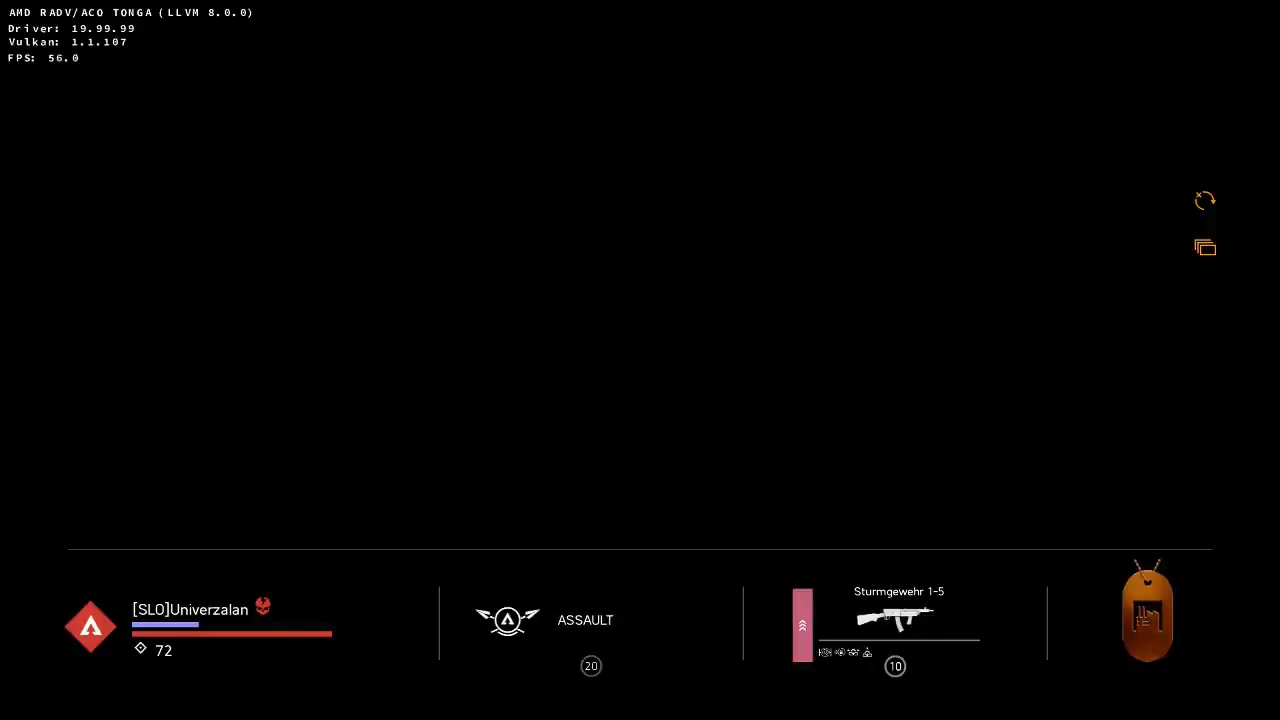 AMD RADV/ACO TONGA (LLVM 8.0.0)
Driver: 19.99.99
Vulkan: 1.1.107
FPS: 56.0
[SLO]Univerzalan
72
ASSAULT
20
Sturmgewehr 1-5
10